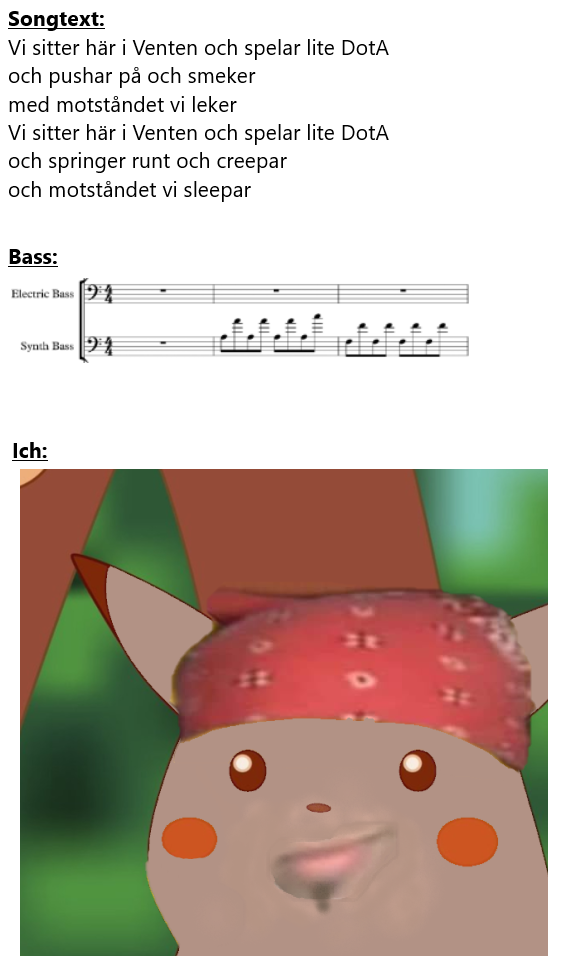 Songtext:
Vi sitter här i Venten och spelar lite DotA
och pushar på och smeker
med motståndet vi leker
Vi sitter här i Venten och spelar lite DotA
och springer runt och creepar
och motståndet vi sleepar
Bass:
Electric Bass
Synth Bass
Ich: